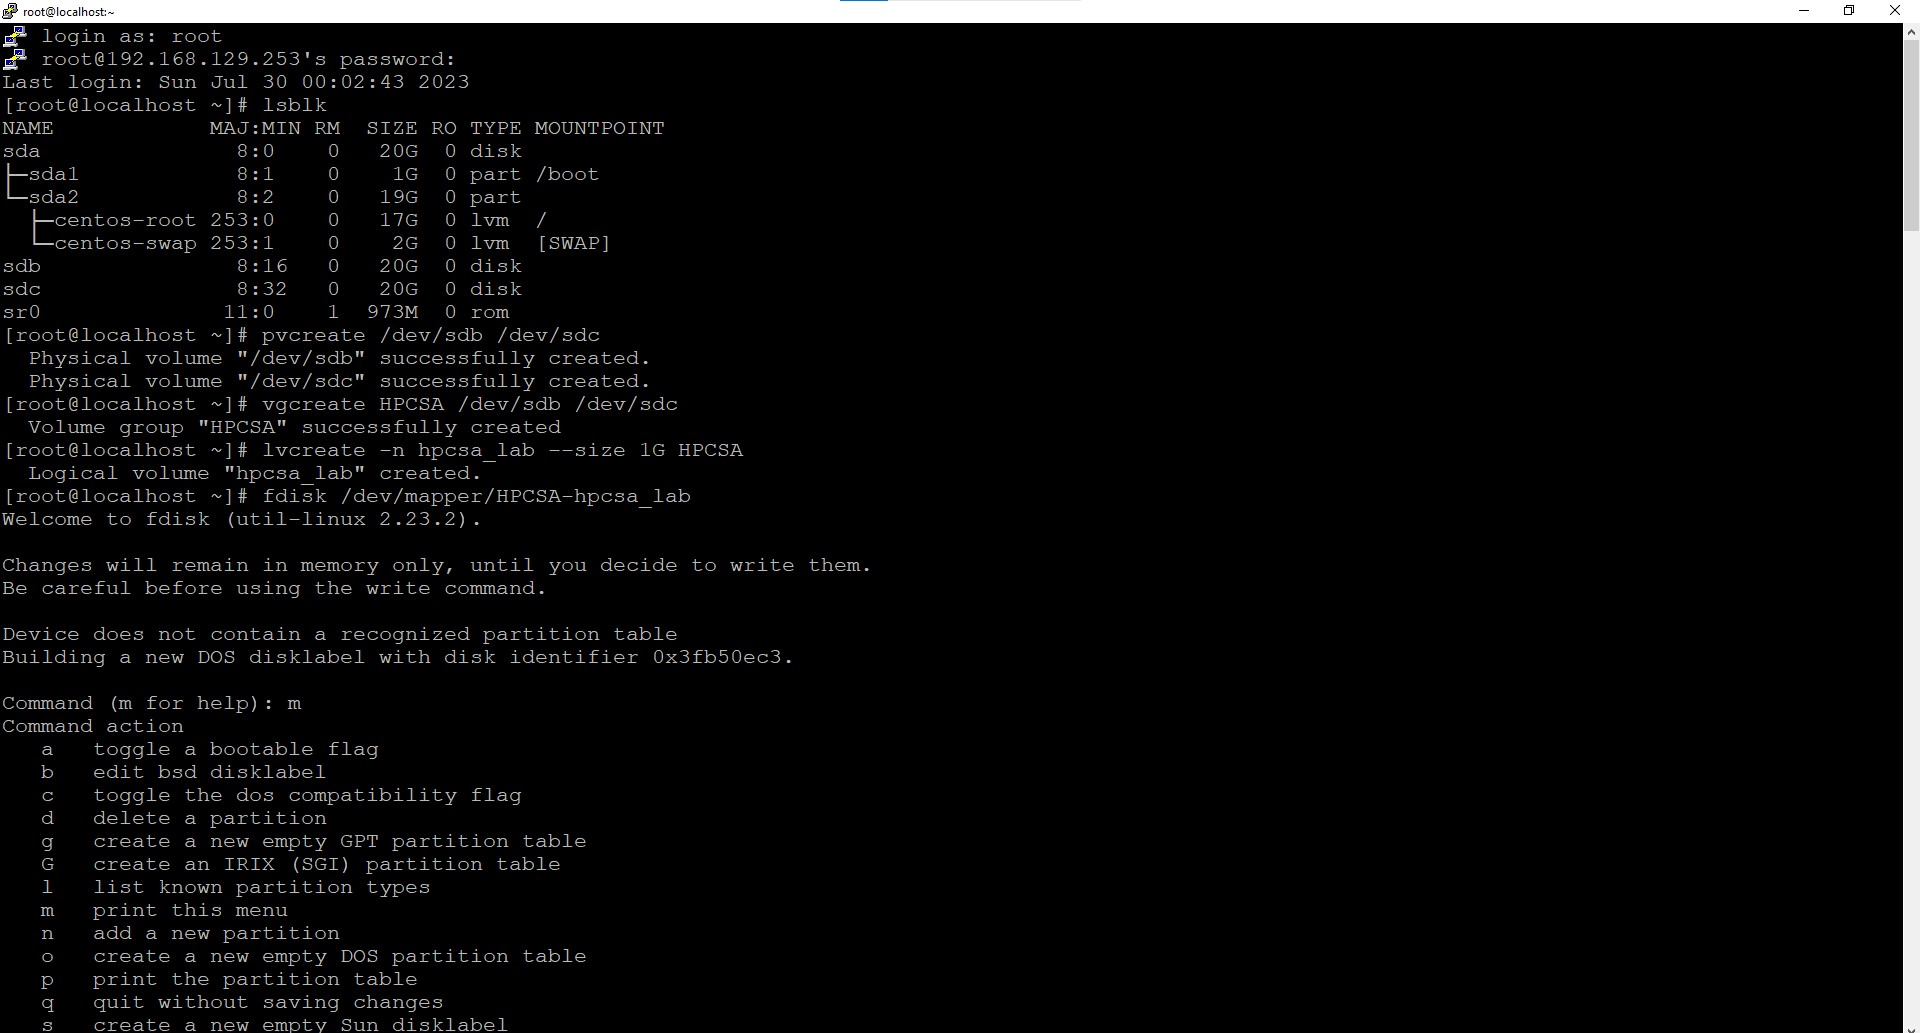 root@localhost:~
login as: root
root@192.168.129.253's password:
Last login: Sun Jul 30 00:02:43 2023
[root@localhost ~]# lsblk
NAME            MAJ:MIN RM  SIZE RO TYPE MOUNTPOINT
sda               8:0    0   20G  0 disk
├─sda1            8:1    0    1G  0 part /boot
└─sda2            8:2    0   19G  0 part
  ├─centos-root 253:0    0   17G  0 lvm  /
  └─centos-swap 253:1    0    2G  0 lvm  [SWAP]
sdb               8:16   0   20G  0 disk
sdc               8:32   0   20G  0 disk
sr0              11:0    1  973M  0 rom
[root@localhost ~]# pvcreate /dev/sdb /dev/sdc
  Physical volume "/dev/sdb" successfully created.
  Physical volume "/dev/sdc" successfully created.
[root@localhost ~]# vgcreate HPCSA /dev/sdb /dev/sdc
  Volume group "HPCSA" successfully created
[root@localhost ~]# lvcreate -n hpcsa_lab --size 1G HPCSA
  Logical volume "hpcsa_lab" created.
[root@localhost ~]# fdisk /dev/mapper/HPCSA-hpcsa_lab
Welcome to fdisk (util-linux 2.23.2).

Changes will remain in memory only, until you decide to write them.
Be careful before using the write command.

Device does not contain a recognized partition table
Building a new DOS disklabel with disk identifier 0x3fb50ec3.

Command (m for help): m
Command action
   a   toggle a bootable flag
   b   edit bsd disklabel
   c   toggle the dos compatibility flag
   d   delete a partition
   g   create a new empty GPT partition table
   G   create an IRIX (SGI) partition table
   l   list known partition types
   m   print this menu
   n   add a new partition
   o   create a new empty DOS partition table
   p   print the partition table
   q   quit without saving changes
   s   create a new empty Sun disklabel